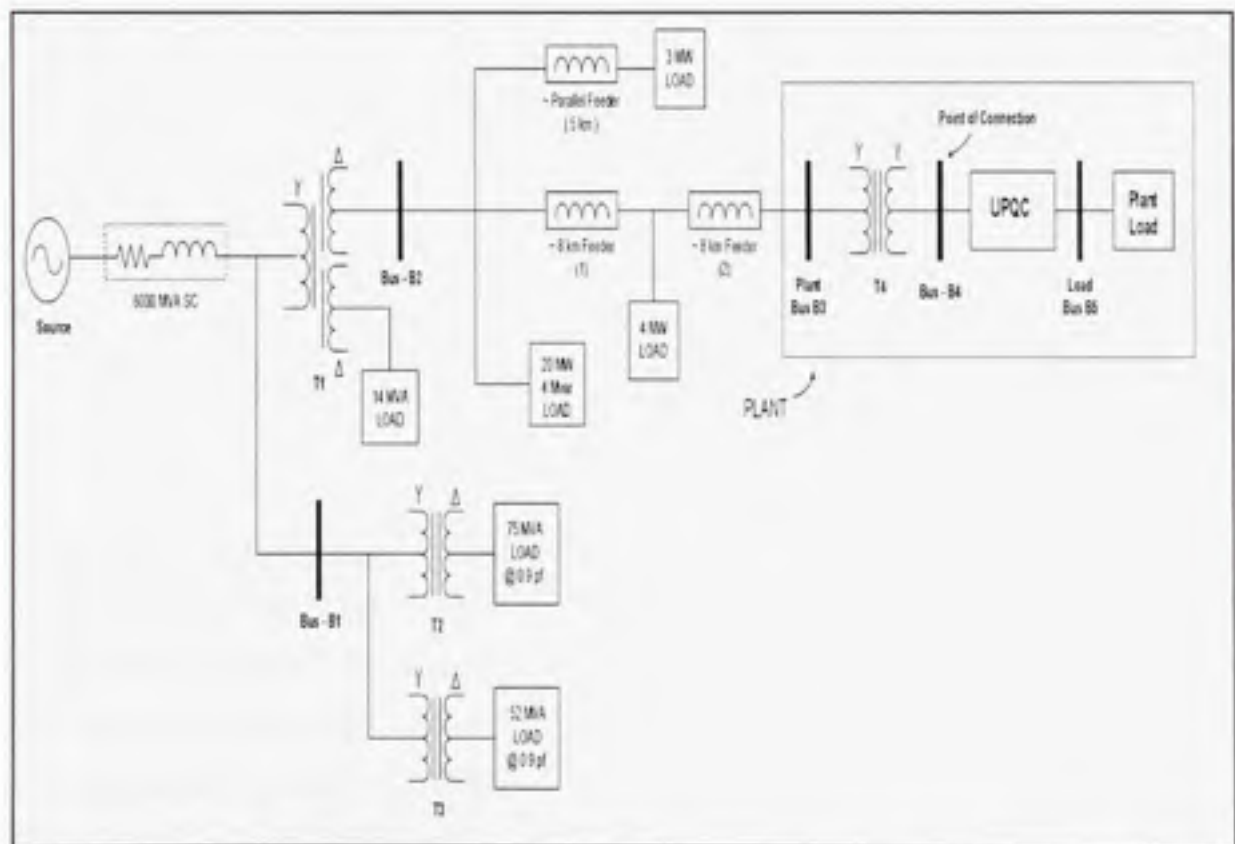 3 MW
LOAD
~ Parallel Feeder
( 5 km )
Point of Connection
Y
Δ
Y Y
UPQC
Plant
Load
Source
6000 MVA SC
Bus - B2
~ 8 km Feeder
(1)
~ 8 km Feeder
(2)
Plant
Bus B3
T4
Bus - B4
Load
Bus B5
Δ
T1
14 MVA
LOAD
20 MW
4 Mvar
LOAD
4 MW
LOAD
PLANT
Y Δ
75 MVA
LOAD
@ 0.9 pf
Bus - B1
T2
Y Δ
52 MVA
LOAD
@ 0.9 pf
T3